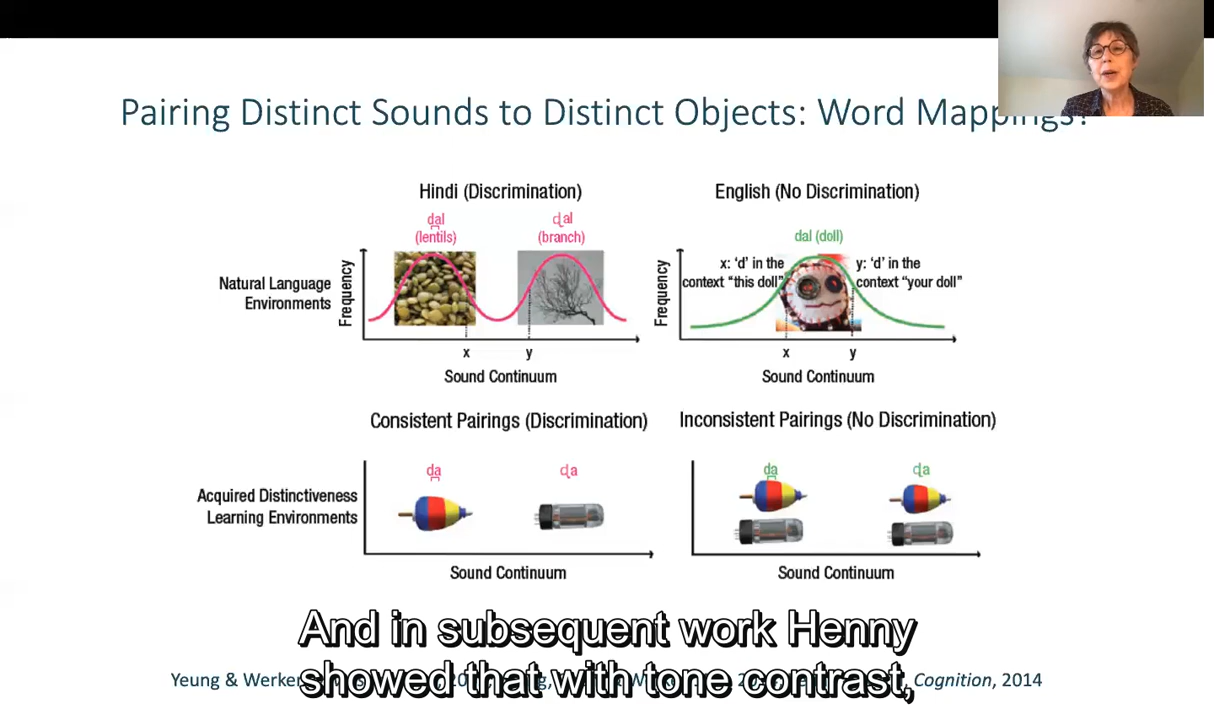 Pairing Distinct Sounds to Distinct Objects: Word Mappings?
Hindi (Discrimination)
d̪al
(lentils)
ɖal
(branch)
Natural Language
Environments
Frequency
x
y
Sound Continuum
English (No Discrimination)
dal (doll)
x: ‘d’ in the
context “this doll”
y: ‘d’ in the
context “your doll”
Frequency
x
y
Sound Continuum
Consistent Pairings (Discrimination)
d̪a
ɖa
Acquired Distinctiveness
Learning Environments
Sound Continuum
Inconsistent Pairings (No Discrimination)
d̪a
ɖa
Sound Continuum
And in subsequent work Henny
showed that with tone contrast,
Yeung & Werker Cognition, 2014